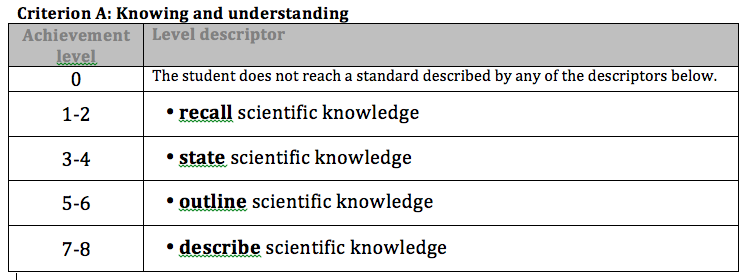 Criterion A: Knowing and understanding
Achievement level Level descriptor
0 The student does not reach a standard described by any of the descriptors below.
1-2 • recall scientific knowledge
3-4 • state scientific knowledge
5-6 • outline scientific knowledge
7-8 • describe scientific knowledge